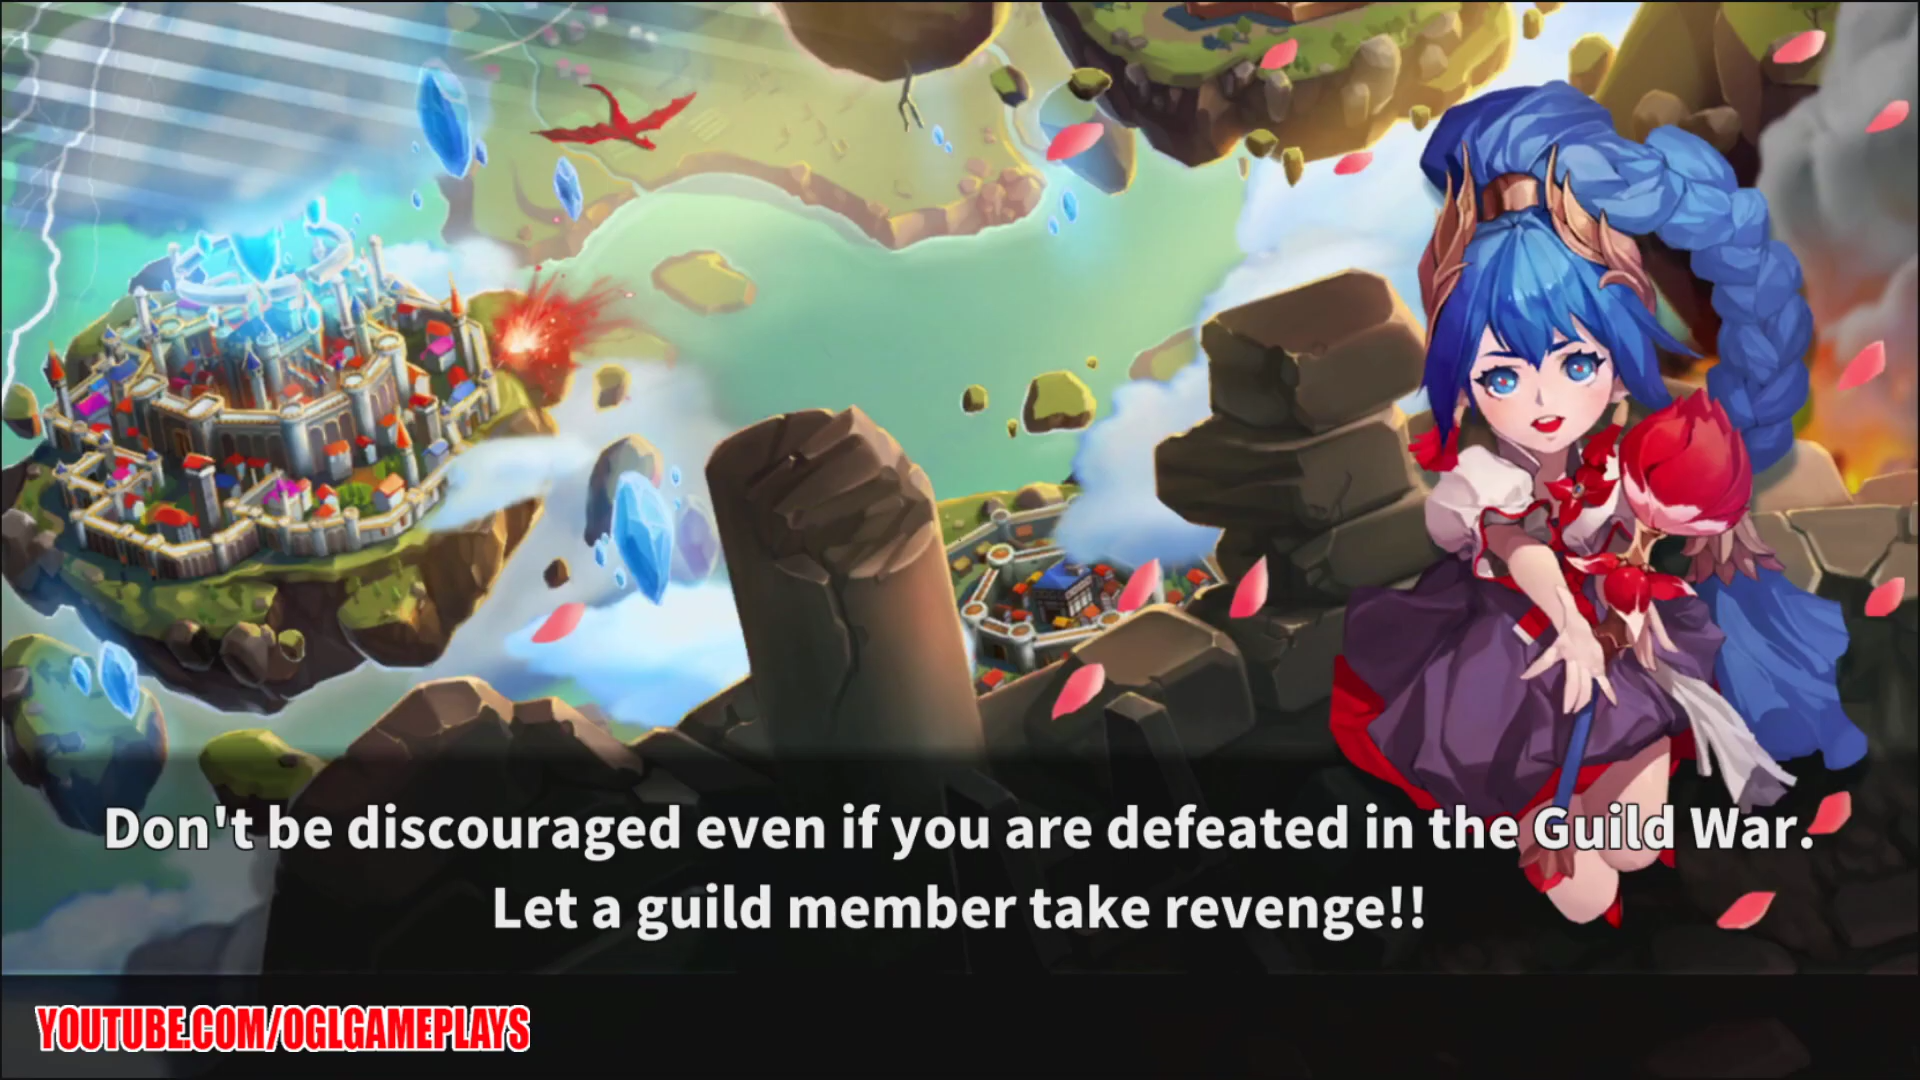 Don't be discouraged even if you are defeated in the Guild War.
Let a guild member take revenge!!
YOUTUBE.COM/OGLGAMEPLAYS